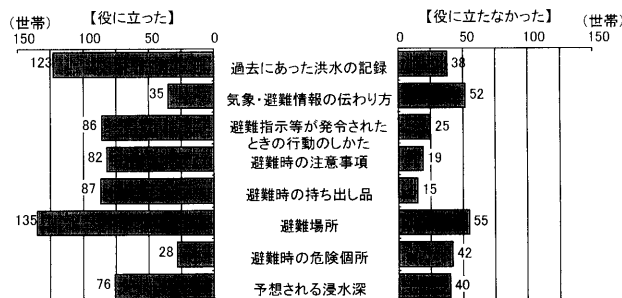 【役に立った】 【役に立たなかった】
(世帯) (世帯)
150 100 50 0 0 50 100 150
123 過去にあった洪水の記録 38
35 気象・避難情報の伝わり方 52
86 避難指示等が発令された 25
ときの行動のしかた
82 避難時の注意事項 19
87 避難時の持ち出し品 15
135 避難場所 55
28 避難時の危険個所 42
76 予想される浸水深 40